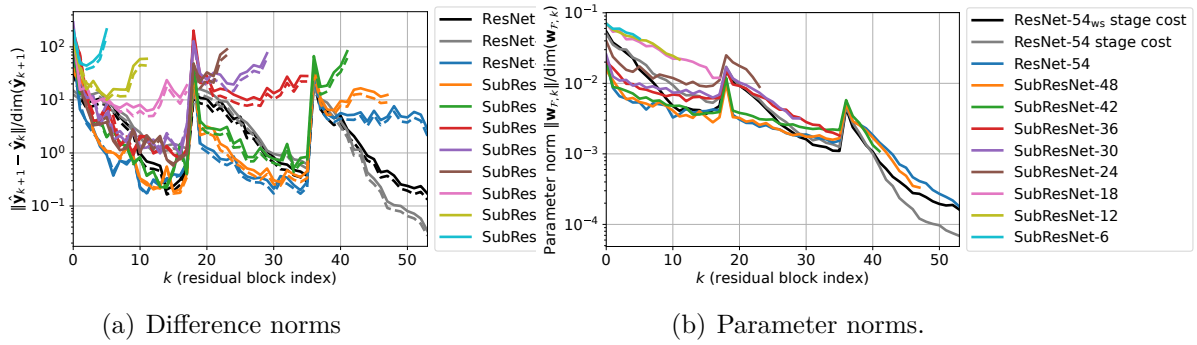 ‖ŷₖ₊₁ − ŷₖ‖/dim(ŷₖ₊₁)
10²
10¹
10⁰
10⁻¹
0 10 20 30 40 50
k (residual block index)
ResNet
ResNet-
ResNet-
SubRes
SubRes
SubRes
SubRes
SubRes
SubRes
SubRes
SubRes
(a) Difference norms
Parameter norm ‖w_{𝓕, k}‖/dim(w_{𝓕, k})
10⁻¹
10⁻²
10⁻³
10⁻⁴
0 10 20 30 40 50
k (residual block index)
ResNet-54ws stage cost
ResNet-54 stage cost
ResNet-54
SubResNet-48
SubResNet-42
SubResNet-36
SubResNet-30
SubResNet-24
SubResNet-18
SubResNet-12
SubResNet-6
(b) Parameter norms.